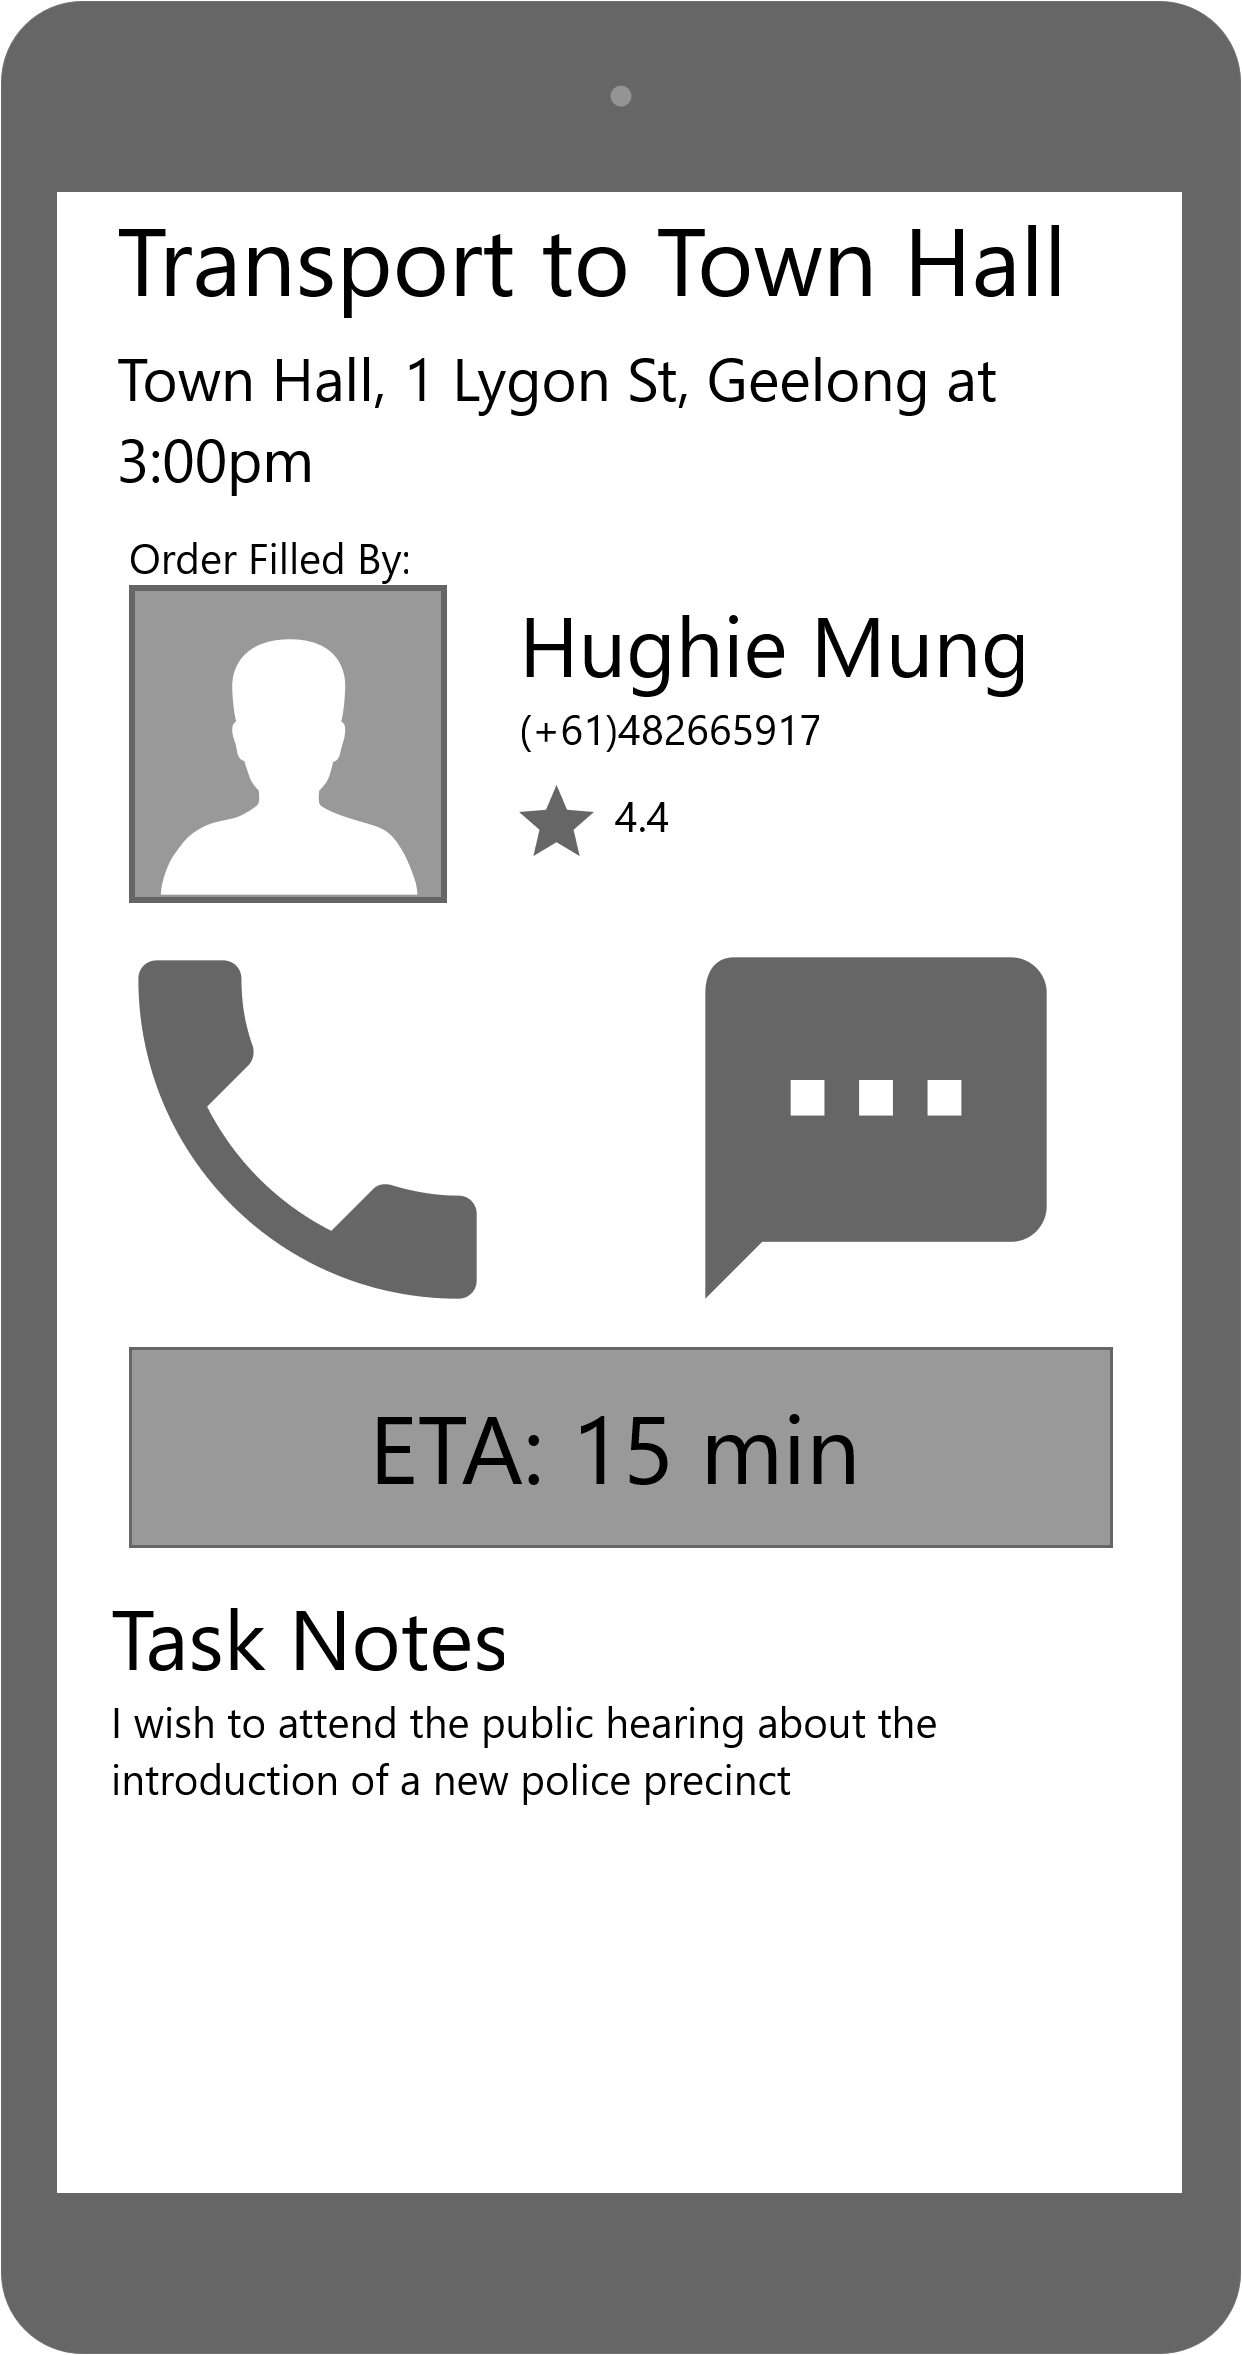 Transport to Town Hall
Town Hall, 1 Lygon St, Geelong at
3:00pm
Order Filled By:
Hughie Mung
(+61)482665917
4.4
ETA: 15 min
Task Notes
I wish to attend the public hearing about the
introduction of a new police precinct